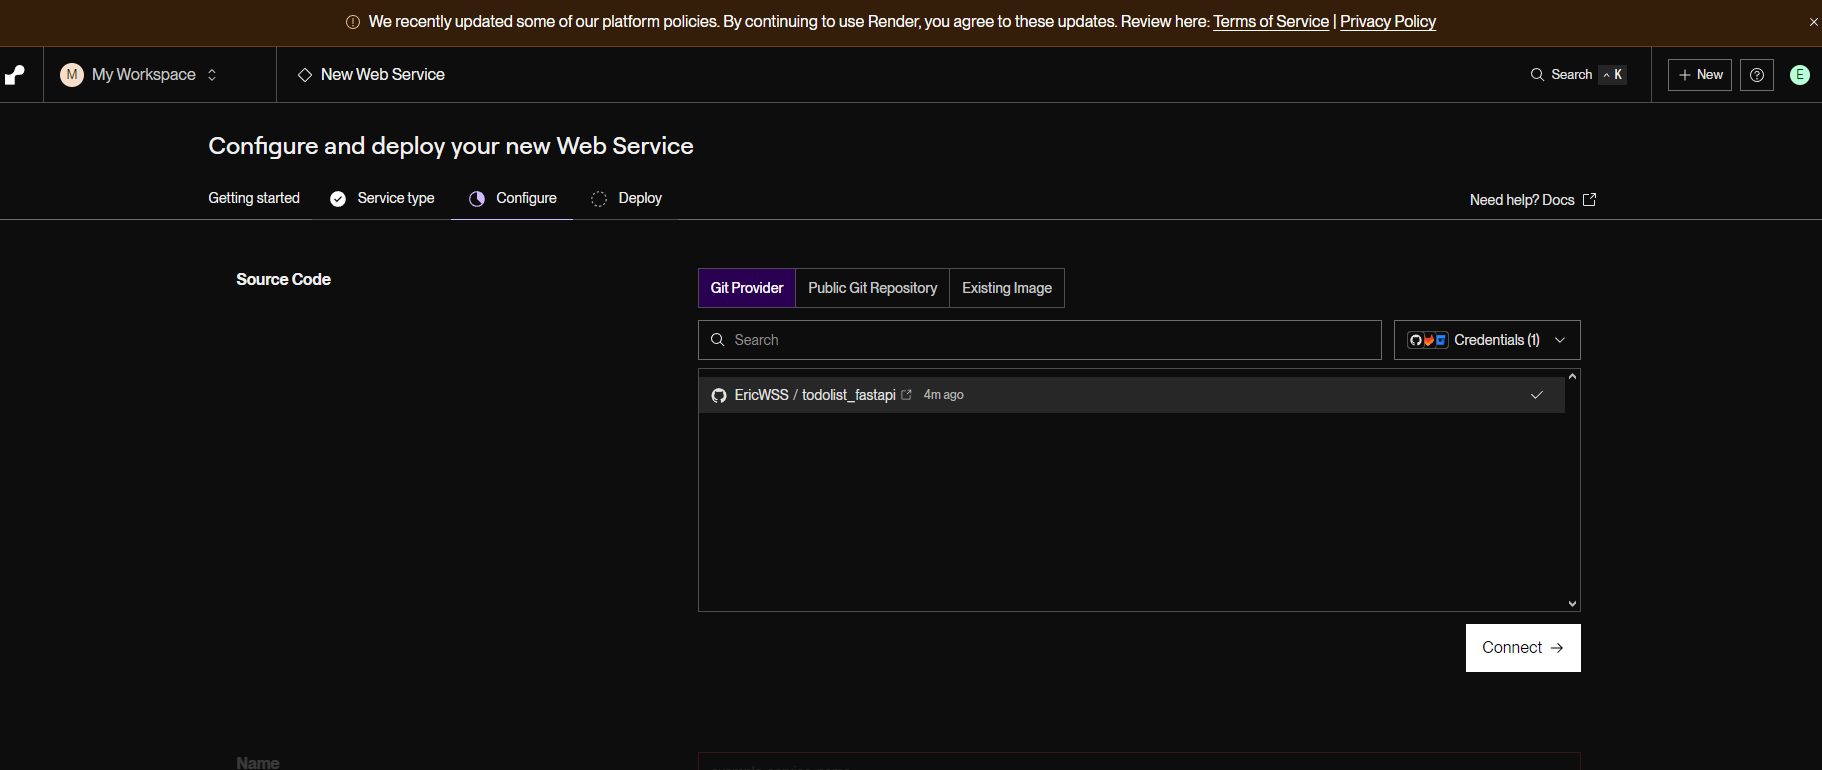 We recently updated some of our platform policies. By continuing to use Render, you agree to these updates. Review here: Terms of Service | Privacy Policy
M My Workspace
New Web Service
Search ^ K
+ New
E
Configure and deploy your new Web Service
Getting started
Service type
Configure
Deploy
Need help? Docs
Source Code
Git Provider
Public Git Repository
Existing Image
Search
Credentials (1)
EricWSS / todolist_fastapi 4m ago
Connect →
Name